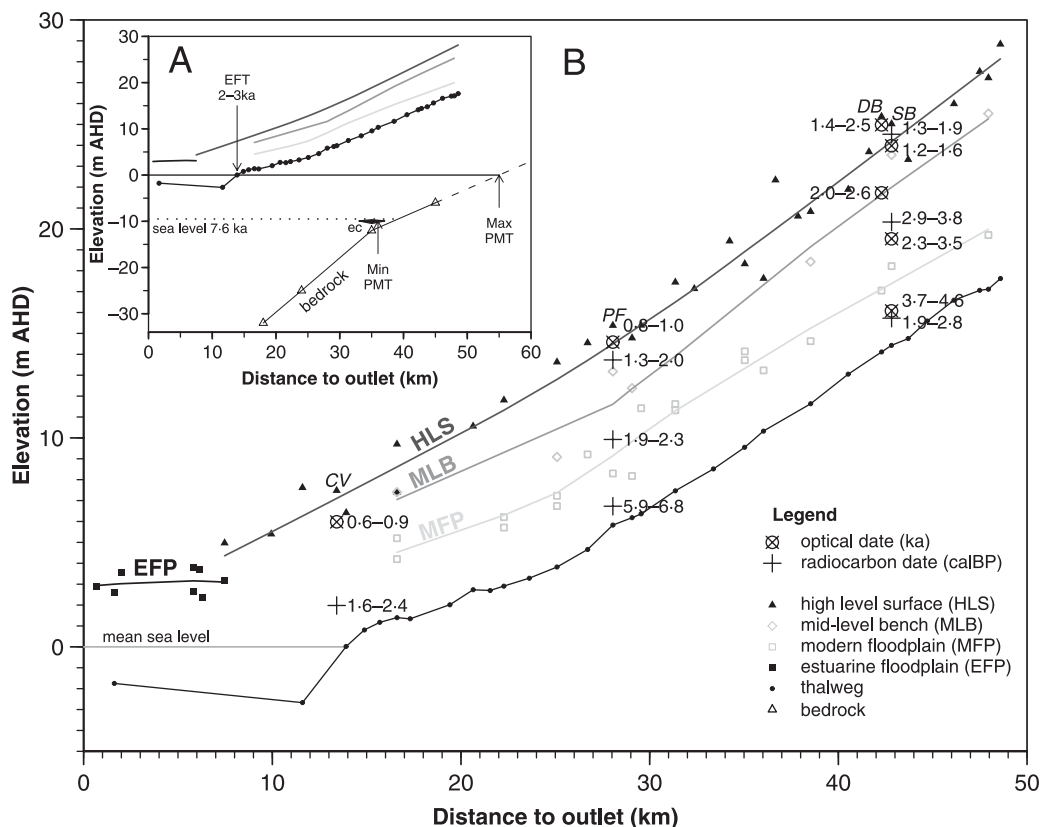 30
20
10
0
Elevation (m AHD)
0
10
20
30
40
50
Distance to outlet (km)
A
30
20
10
0
−10
−20
−30
Elevation (m AHD)
0
10
20
30
40
50
60
Distance to outlet (km)
EFT
2–3ka
sea level 7·6 ka
ec
bedrock
Min
PMT
Max
PMT
B
DB
SB
1·4–2·5
1·3–1·9
1·2–1·6
2·0–2·6
2·9–3·8
2·3–3·5
3·7–4·6
1·9–2·8
PF
0·8–1·0
1·3–2·0
1·9–2·3
5·9–6·8
HLS
MLB
MFP
CV
0·6–0·9
1·6–2·4
EFP
mean sea level
Legend
optical date (ka)
radiocarbon date (calBP)
high level surface (HLS)
mid-level bench (MLB)
modern floodplain (MFP)
estuarine floodplain (EFP)
thalweg
bedrock